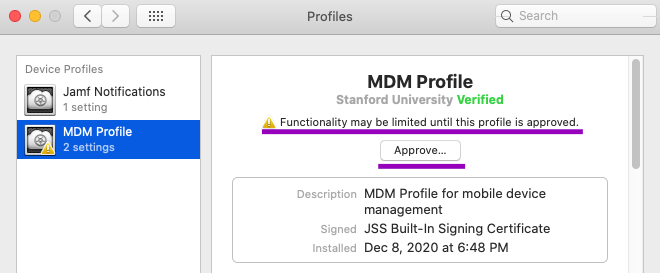 Profiles
Search
Device Profiles
Jamf Notifications
1 setting
MDM Profile
2 settings
MDM Profile
Stanford University Verified
Functionality may be limited until this profile is approved.
Approve...
Description MDM Profile for mobile device
management
Signed JSS Built-In Signing Certificate
Installed Dec 8, 2020 at 6:48 PM